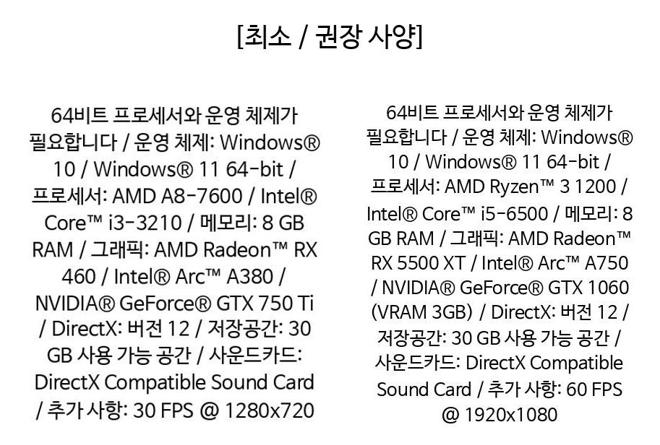 [최소 / 권장 사양]
64비트 프로세서와 운영 체제가
필요합니다 / 운영 체제: Windows®
10 / Windows® 11 64-bit /
프로세서: AMD A8-7600 / Intel®
Core™ i3-3210 / 메모리: 8 GB
RAM / 그래픽: AMD Radeon™ RX
460 / Intel® Arc™ A380 /
NVIDIA® GeForce® GTX 750 Ti
/ DirectX: 버전 12 / 저장공간: 30
GB 사용 가능 공간 / 사운드카드:
DirectX Compatible Sound Card
/ 추가 사항: 30 FPS @ 1280x720
64비트 프로세서와 운영 체제가
필요합니다 / 운영 체제: Windows®
10 / Windows® 11 64-bit /
프로세서: AMD Ryzen™ 3 1200 /
Intel® Core™ i5-6500 / 메모리: 8
GB RAM / 그래픽: AMD Radeon™
RX 5500 XT / Intel® Arc™ A750
/ NVIDIA® GeForce® GTX 1060
(VRAM 3GB) / DirectX: 버전 12 /
저장공간: 30 GB 사용 가능 공간 /
사운드카드: DirectX Compatible
Sound Card / 추가 사항: 60 FPS
@ 1920x1080